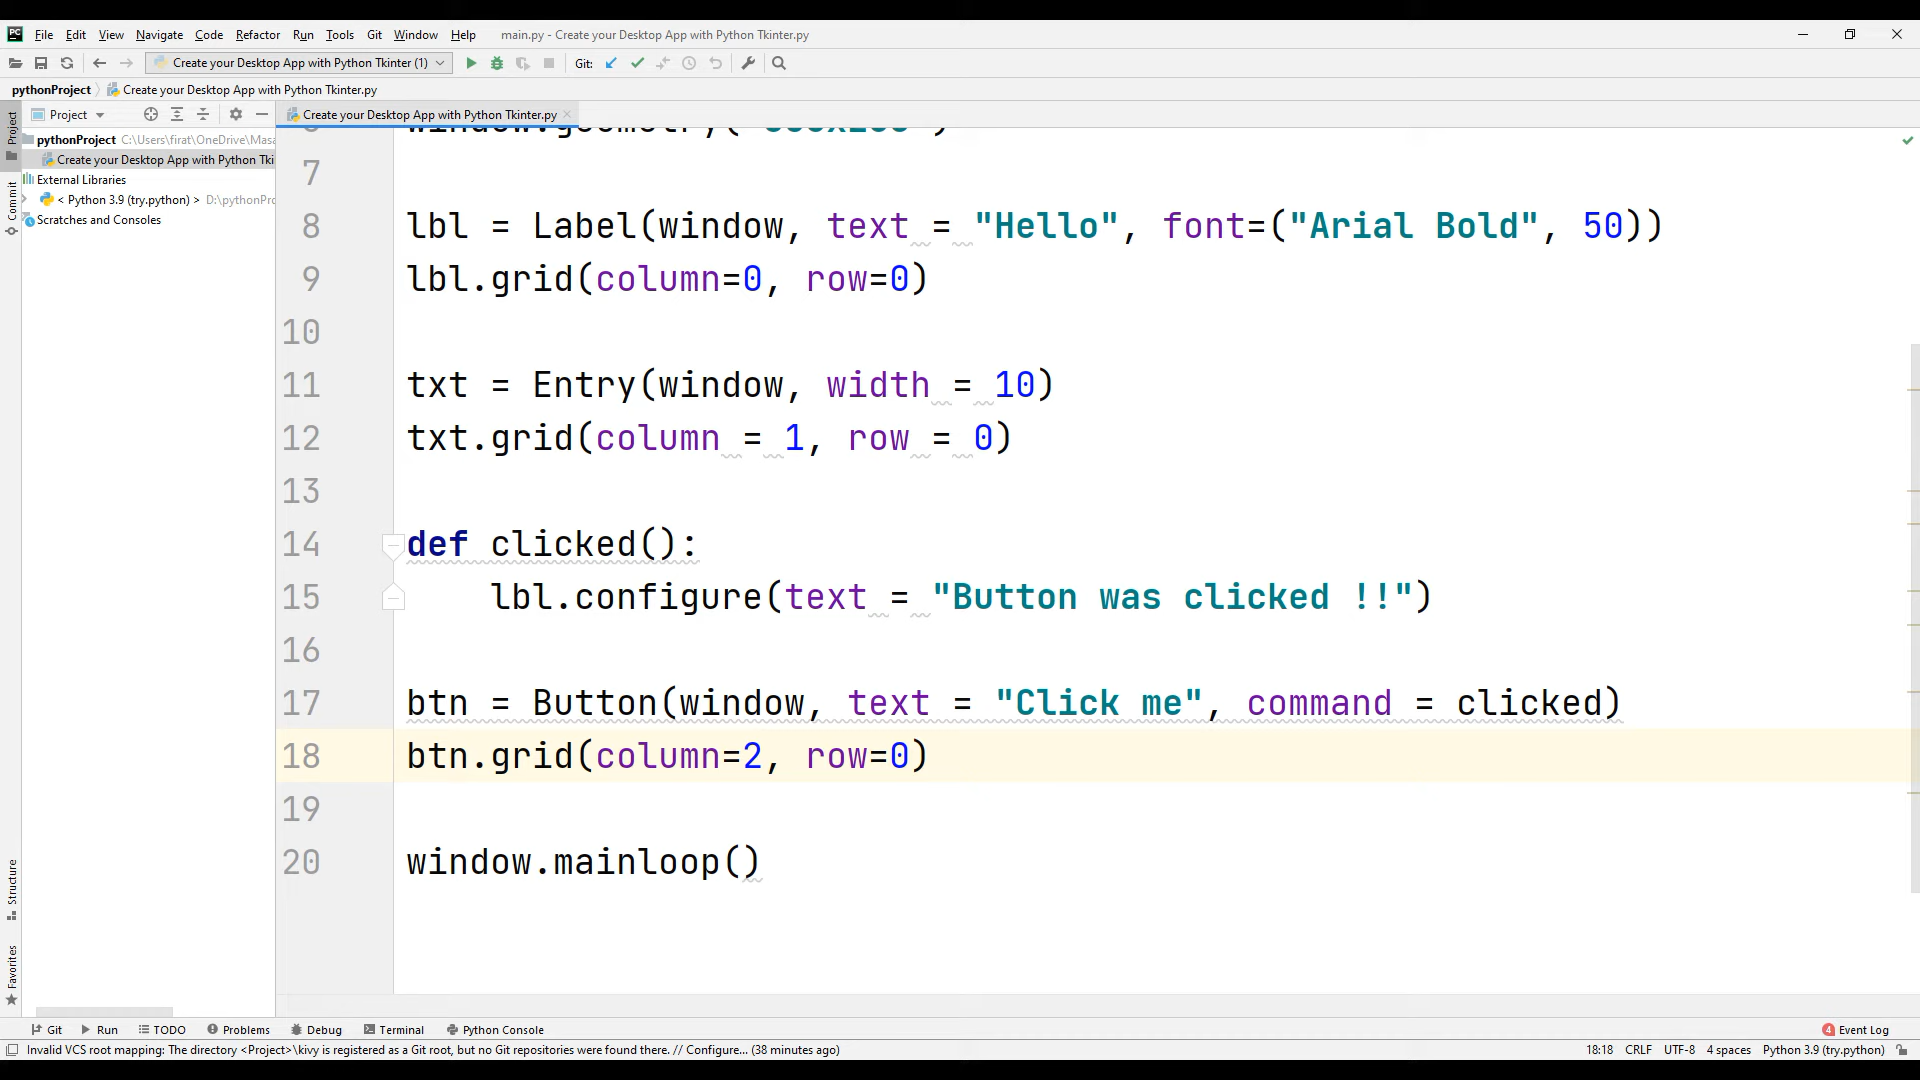 File Edit View Navigate Code Refactor Run Tools Git Window Help main.py - Create your Desktop App with Python Tkinter.py
Create your Desktop App with Python Tkinter (1) Git:
pythonProject Create your Desktop App with Python Tkinter.py
Project Create your Desktop App with Python Tkinter.py
Project
pythonProject C:\Users\firat\OneDrive\Masa
Create your Desktop App with Python Tki
External Libraries
< Python 3.9 (try.python) > D:\pythonPro
Scratches and Consoles
Commit
Structure
Favorites
7
8 lbl = Label(window, text = "Hello", font=("Arial Bold", 50))
9 lbl.grid(column=0, row=0)
10
11 txt = Entry(window, width = 10)
12 txt.grid(column = 1, row = 0)
13
14 def clicked():
15 lbl.configure(text = "Button was clicked !!")
16
17 btn = Button(window, text = "Click me", command = clicked)
18 btn.grid(column=2, row=0)
19
20 window.mainloop()
Git Run TODO Problems Debug Terminal Python Console 4 Event Log
Invalid VCS root mapping: The directory <Project>\kivy is registered as a Git root, but no Git repositories were found there. // Configure... (38 minutes ago) 18:18 CRLF UTF-8 4 spaces Python 3.9 (try.python)